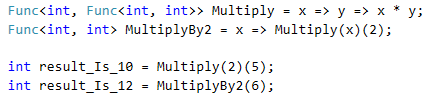 Func<int, Func<int, int>> Multiply = x => y => x * y;
Func<int, int> MultiplyBy2 = x => Multiply(x)(2);
int result_Is_10 = Multiply(2)(5);
int result_Is_12 = MultiplyBy2(6);